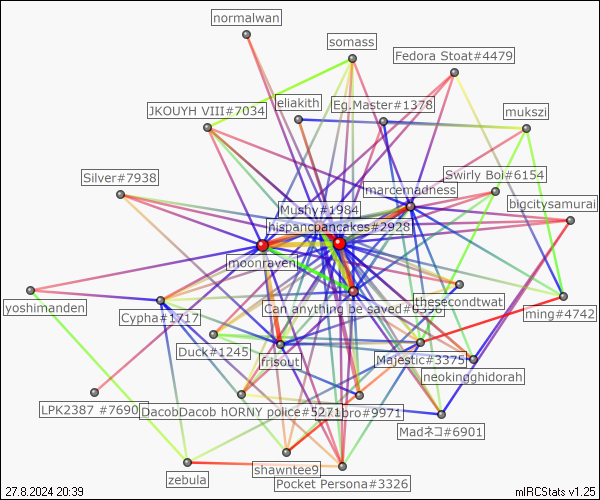 normalwan
somass
Fedora Stoat#4479
eliakith
Eg.Master#1378
JKOUYH VIII#7034
mukszi
Silver#7938
Swirly Boi#6154
marcemadness
bigcitysamurai
Mushy#1984
hispancpancakes#2928
moonraven
yoshimanden
Can anything be saved#6396
thesecondtwat
ming#4742
Cypha#1717
Duck#1245
frisout
Majestic#3375
neokingghidorah
LPK2387 #7690
DacobDacob hORNY police#5271
bro#9971
Madネコ#6901
zebula
shawntee9
Pocket Persona#3326
27.8.2024 20:39
mIRCStats v1.25